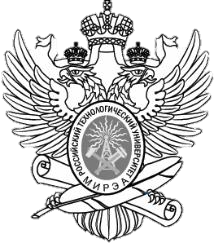 РОССИЙСКИЙ ТЕХНОЛОГИЧЕСКИЙ УНИВЕРСИТЕТ
МИРЭА